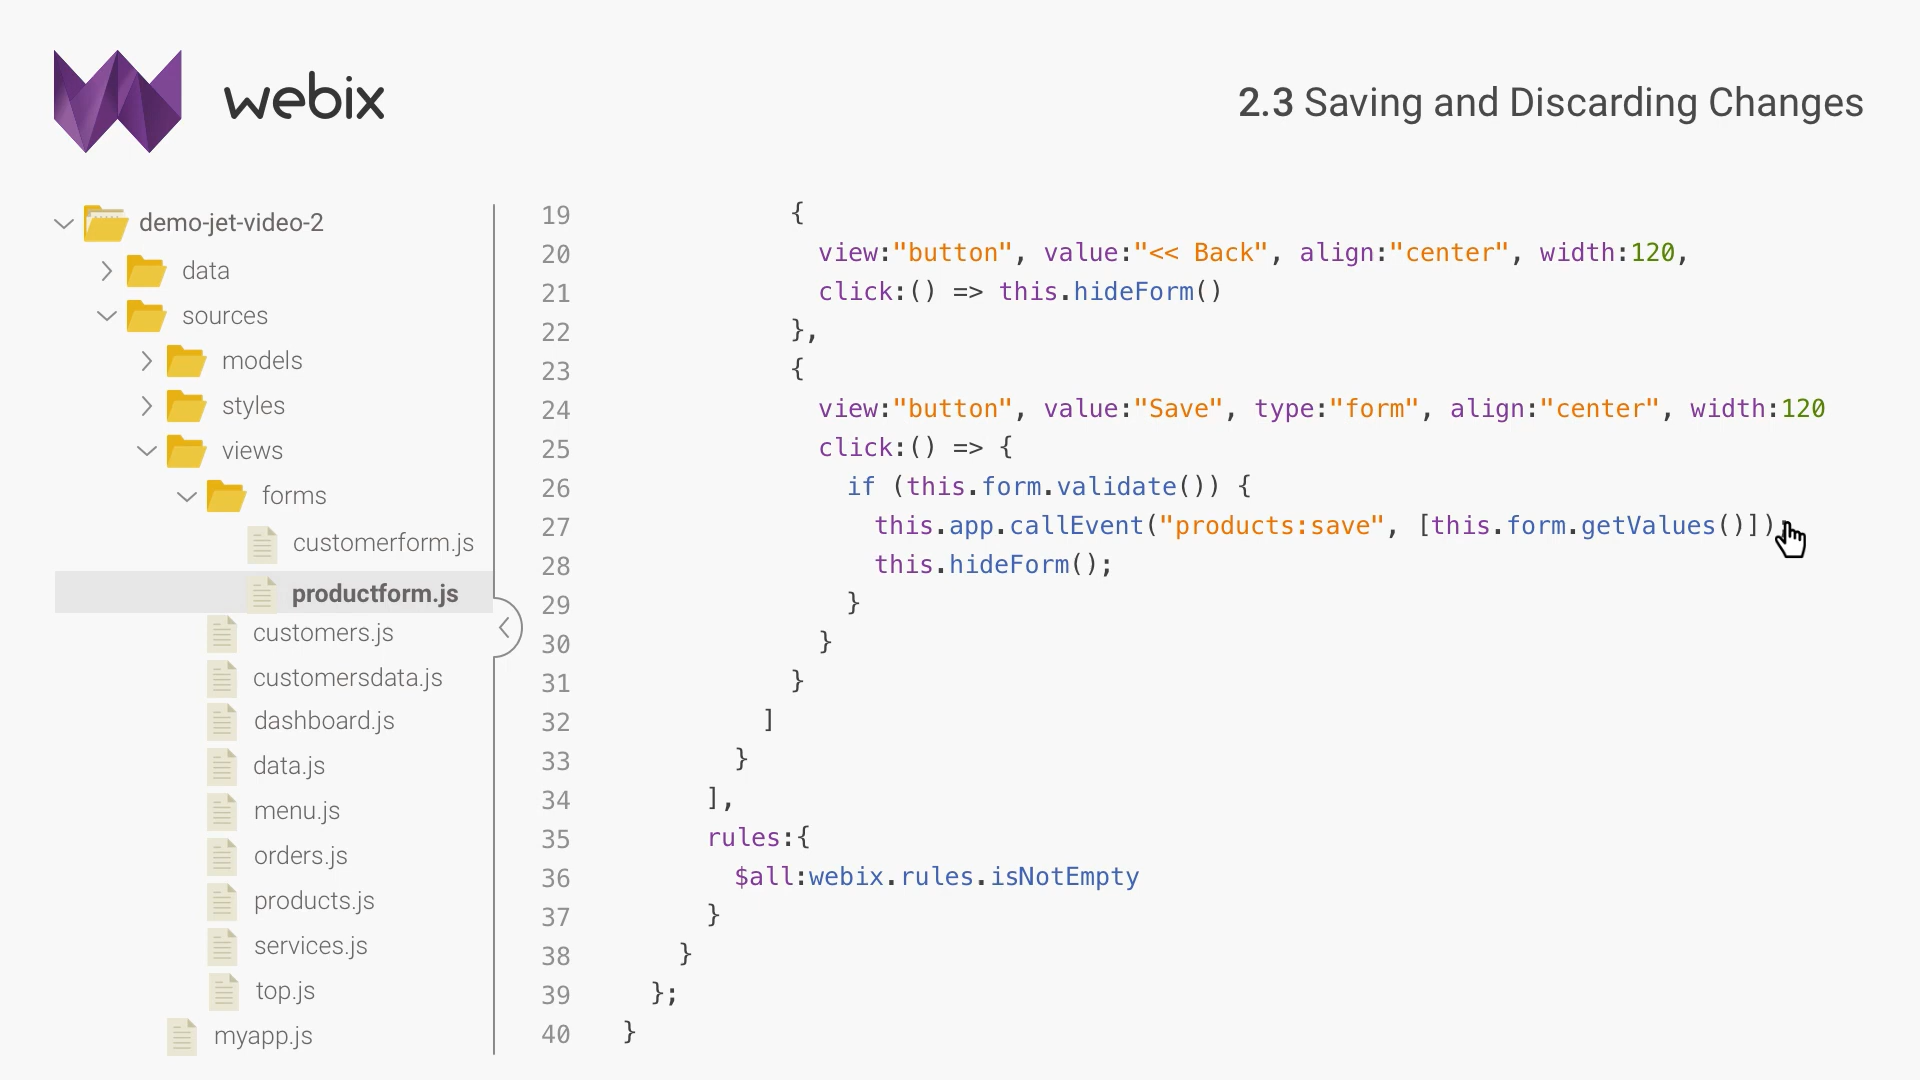 webix
2.3 Saving and Discarding Changes
demo-jet-video-2
data
sources
models
styles
views
forms
customerform.js
productform.js
customers.js
customersdata.js
dashboard.js
data.js
menu.js
orders.js
products.js
services.js
top.js
myapp.js
19 {
20 view:"button", value:"<< Back", align:"center", width:120,
21 click:() => this.hideForm()
22 },
23 {
24 view:"button", value:"Save", type:"form", align:"center", width:120
25 click:() => {
26 if (this.form.validate()) {
27 this.app.callEvent("products:save", [this.form.getValues()])
28 this.hideForm();
29 }
30 }
31 }
32 ]
33 }
34 ],
35 rules:{
36 $all:webix.rules.isNotEmpty
37 }
38 }
39 };
40 }